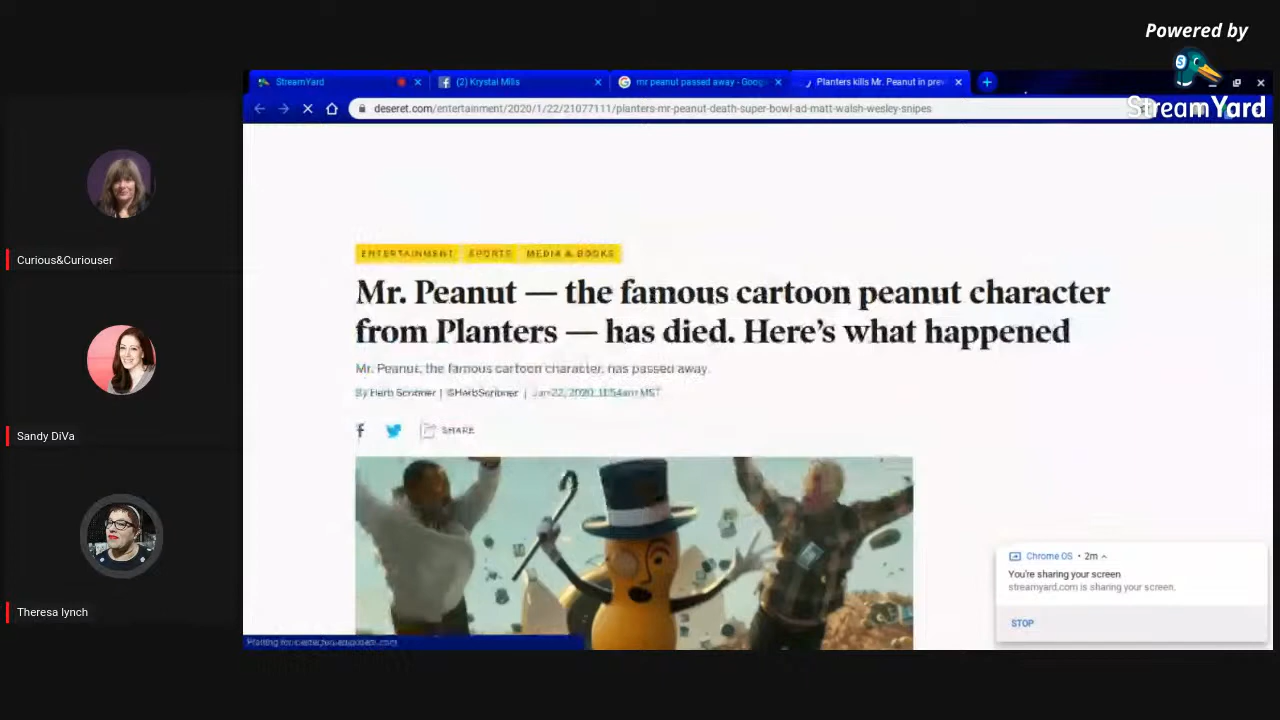 Powered by
StreamYard
StreamYard
(2) Krystal Mills
mr peanut passed away - Goog
Planters kills Mr. Peanut in prev
deseret.com/entertainment/2020/1/22/21077111/planters-mr-peanut-death-super-bowl-ad-matt-walsh-wesley-snipes
ENTERTAINMENT SPORTS MEDIA & BOOKS
Mr. Peanut — the famous cartoon peanut character
from Planters — has died. Here's what happened
Mr. Peanut, the famous cartoon character, has passed away.
By Herb Scribner | @HerbScribner | Jan 22, 2020, 11:54am MST
SHARE
Curious&Curiouser
Sandy DiVa
Theresa lynch
Chrome OS • 2m
You're sharing your screen
streamyard.com is sharing your screen.
STOP